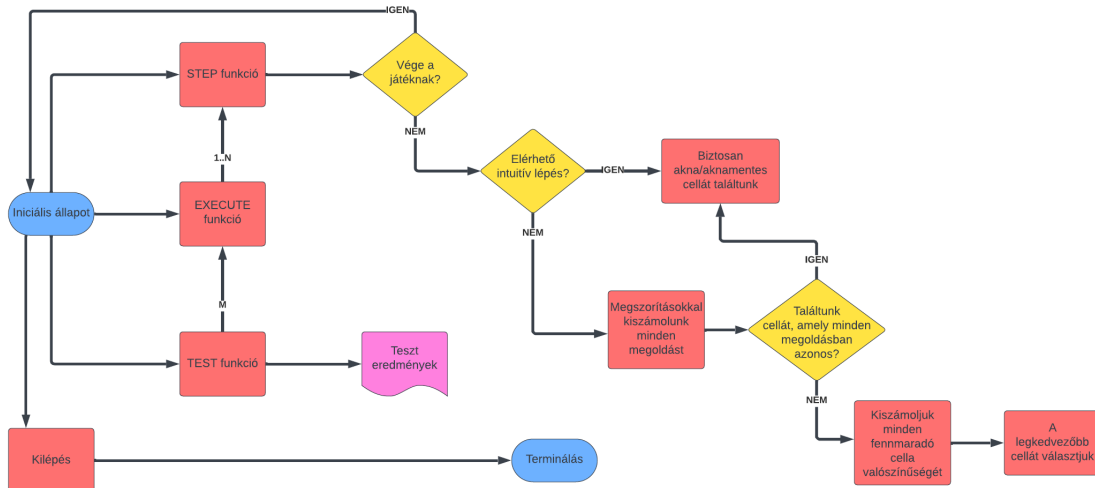 IGEN
STEP funkció
Vége a
játéknak?
NEM
1..N
Elérhető
intuitív lépés?
IGEN
Biztosan
akna/aknamentes
cellát találtunk
Iniciális állapot
EXECUTE
funkció
NEM
IGEN
M
Megszorításokkal
kiszámolunk
minden
megoldást
Találtunk
cellát, amely minden
megoldásban
azonos?
TEST funkció
Teszt
eredmények
NEM
Kiszámoljuk
minden
fennmaradó
cella
valószínűségét
A
legkedvezőbb
cellát választjuk
Kilépés
Terminálás